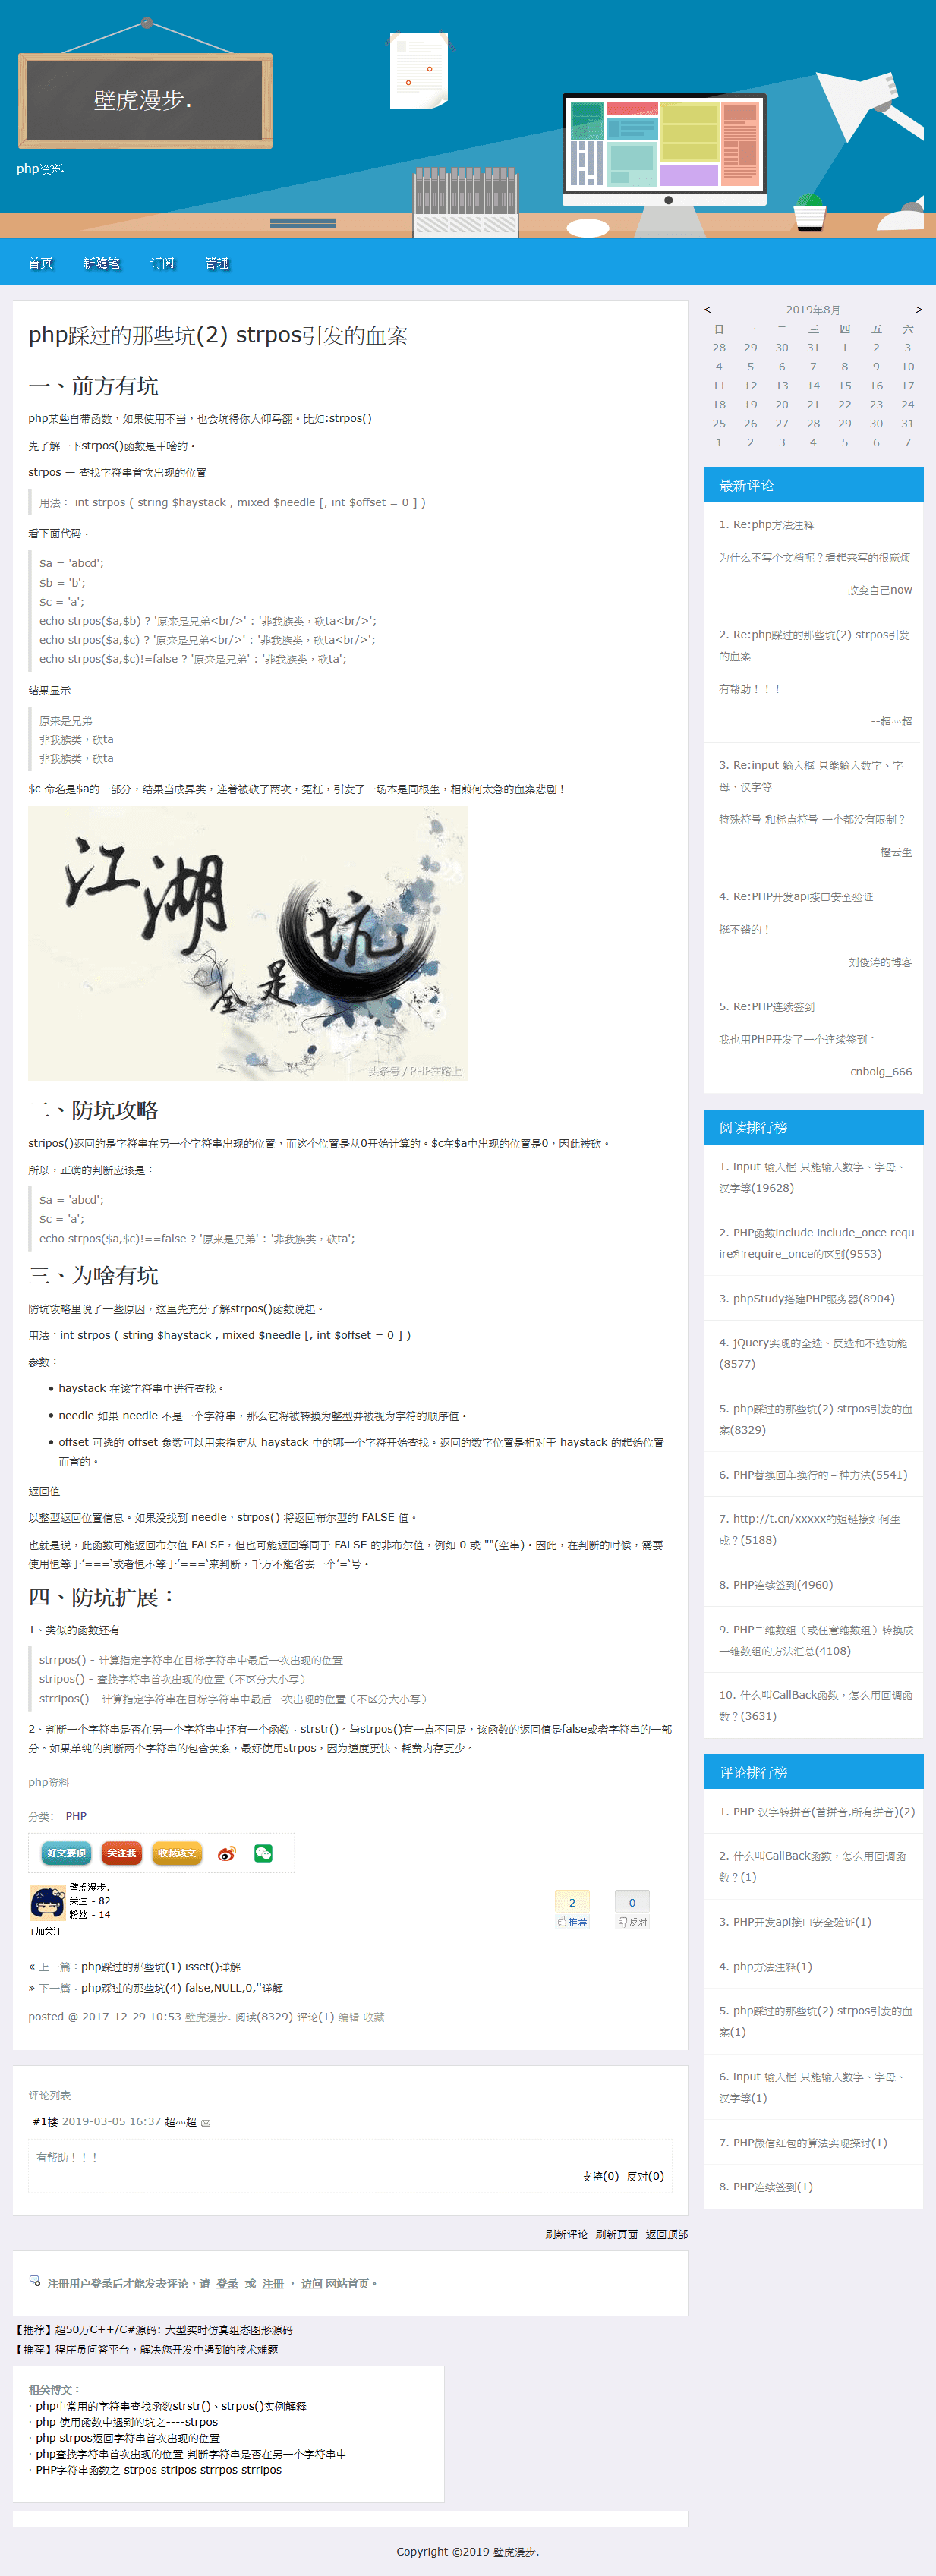 壁虎漫步.
php资料
首页 新随笔 订阅 管理
php踩过的那些坑(2) strpos引发的血案
一、前方有坑
php某些自带函数，如果使用不当，也会坑得你人仰马翻。比如:strpos()
先了解一下strpos()函数是干啥的。
strpos — 查找字符串首次出现的位置
用法： int strpos ( string $haystack , mixed $needle [, int $offset = 0 ] )
看下面代码：
$a = 'abcd';
$b = 'b';
$c = 'a';
echo strpos($a,$b) ? '原来是兄弟<br/>' : '非我族类，砍ta<br/>';
echo strpos($a,$c) ? '原来是兄弟<br/>' : '非我族类，砍ta<br/>';
echo strpos($a,$c)!=false ? '原来是兄弟' : '非我族类，砍ta';
结果显示
原来是兄弟
非我族类，砍ta
非我族类，砍ta
$c 命名是$a的一部分，结果当成异类，连着被砍了两次，冤枉，引发了一场本是同根生，相煎何太急的血案悲剧！
江湖
全是坑
头条号 / PHP在路上
二、防坑攻略
stripos()返回的是字符串在另一个字符串出现的位置，而这个位置是从0开始计算的。$c在$a中出现的位置是0，因此被砍。
所以，正确的判断应该是：
$a = 'abcd';
$c = 'a';
echo strpos($a,$c)!==false ? '原来是兄弟' : '非我族类，砍ta';
三、为啥有坑
防坑攻略里说了一些原因，这里先充分了解strpos()函数说起。
用法：int strpos ( string $haystack , mixed $needle [, int $offset = 0 ] )
参数：
• haystack 在该字符串中进行查找。
• needle 如果 needle 不是一个字符串，那么它将被转换为整型并被视为字符的顺序值。
• offset 可选的 offset 参数可以用来指定从 haystack 中的哪一个字符开始查找。返回的数字位置是相对于 haystack 的起始位置
而言的。
返回值
以整型返回位置信息。如果没找到 needle，strpos() 将返回布尔型的 FALSE 值。
也就是说，此函数可能返回布尔值 FALSE，但也可能返回等同于 FALSE 的非布尔值，例如 0 或 ""(空串)。因此，在判断的时候，需要
使用恒等于’===‘或者恒不等于’===‘来判断，千万不能省去一个’=‘号。
四、防坑扩展：
1、类似的函数还有
strrpos() - 计算指定字符串在目标字符串中最后一次出现的位置
stripos() - 查找字符串首次出现的位置（不区分大小写）
strripos() - 计算指定字符串在目标字符串中最后一次出现的位置（不区分大小写）
2、判断一个字符串是否在另一个字符串中还有一个函数：strstr()。与strpos()有一点不同是，该函数的返回值是false或者字符串的一部
分。如果单纯的判断两个字符串的包含关系，最好使用strpos，因为速度更快、耗费内存更少。
php资料
分类： PHP
好文要顶 关注我 收藏该文
壁虎漫步.
关注 - 82
粉丝 - 14
+加关注
2 0
推荐 反对
« 上一篇：php踩过的那些坑(1) isset()详解
» 下一篇：php踩过的那些坑(4) false,NULL,0,''详解
posted @ 2017-12-29 10:53 壁虎漫步. 阅读(8329) 评论(1) 编辑 收藏
评论列表
#1楼 2019-03-05 16:37 超灬超
有帮助！！！
支持(0) 反对(0)
刷新评论 刷新页面 返回顶部
注册用户登录后才能发表评论，请 登录 或 注册 ，访问 网站首页。
【推荐】超50万C++/C#源码: 大型实时仿真组态图形源码
【推荐】程序员问答平台，解决您开发中遇到的技术难题
相关博文：
· php中常用的字符串查找函数strstr()、strpos()实例解释
· php 使用函数中遇到的坑之----strpos
· php strpos返回字符串首次出现的位置
· php查找字符串首次出现的位置 判断字符串是否在另一个字符串中
· PHP字符串函数之 strpos stripos strrpos strripos
< 2019年8月 >
日 一 二 三 四 五 六
28 29 30 31 1 2 3
4 5 6 7 8 9 10
11 12 13 14 15 16 17
18 19 20 21 22 23 24
25 26 27 28 29 30 31
1 2 3 4 5 6 7
最新评论
1. Re:php方法注释
为什么不写个文档呢？看起来写的很麻烦
--改变自己now
2. Re:php踩过的那些坑(2) strpos引发
的血案
有帮助！！！
--超灬超
3. Re:input 输入框 只能输入数字、字
母、汉字等
特殊符号 和标点符号 一个都没有限制？
--橙云生
4. Re:PHP开发api接口安全验证
挺不错的！
--刘俊涛的博客
5. Re:PHP连续签到
我也用PHP开发了一个连续签到：
--cnbolg_666
阅读排行榜
1. input 输入框 只能输入数字、字母、
汉字等(19628)
2. PHP函数include include_once requ
ire和require_once的区别(9553)
3. phpStudy搭建PHP服务器(8904)
4. jQuery实现的全选、反选和不选功能
(8577)
5. php踩过的那些坑(2) strpos引发的血
案(8329)
6. PHP替换回车换行的三种方法(5541)
7. http://t.cn/xxxxx的短链接如何生
成？(5188)
8. PHP连续签到(4960)
9. PHP二维数组（或任意维数组）转换成
一维数组的方法汇总(4108)
10. 什么叫CallBack函数，怎么用回调函
数？(3631)
评论排行榜
1. PHP 汉字转拼音(首拼音,所有拼音)(2)
2. 什么叫CallBack函数，怎么用回调函
数？(1)
3. PHP开发api接口安全验证(1)
4. php方法注释(1)
5. php踩过的那些坑(2) strpos引发的血
案(1)
6. input 输入框 只能输入数字、字母、
汉字等(1)
7. PHP微信红包的算法实现探讨(1)
8. PHP连续签到(1)
Copyright ©2019 壁虎漫步.